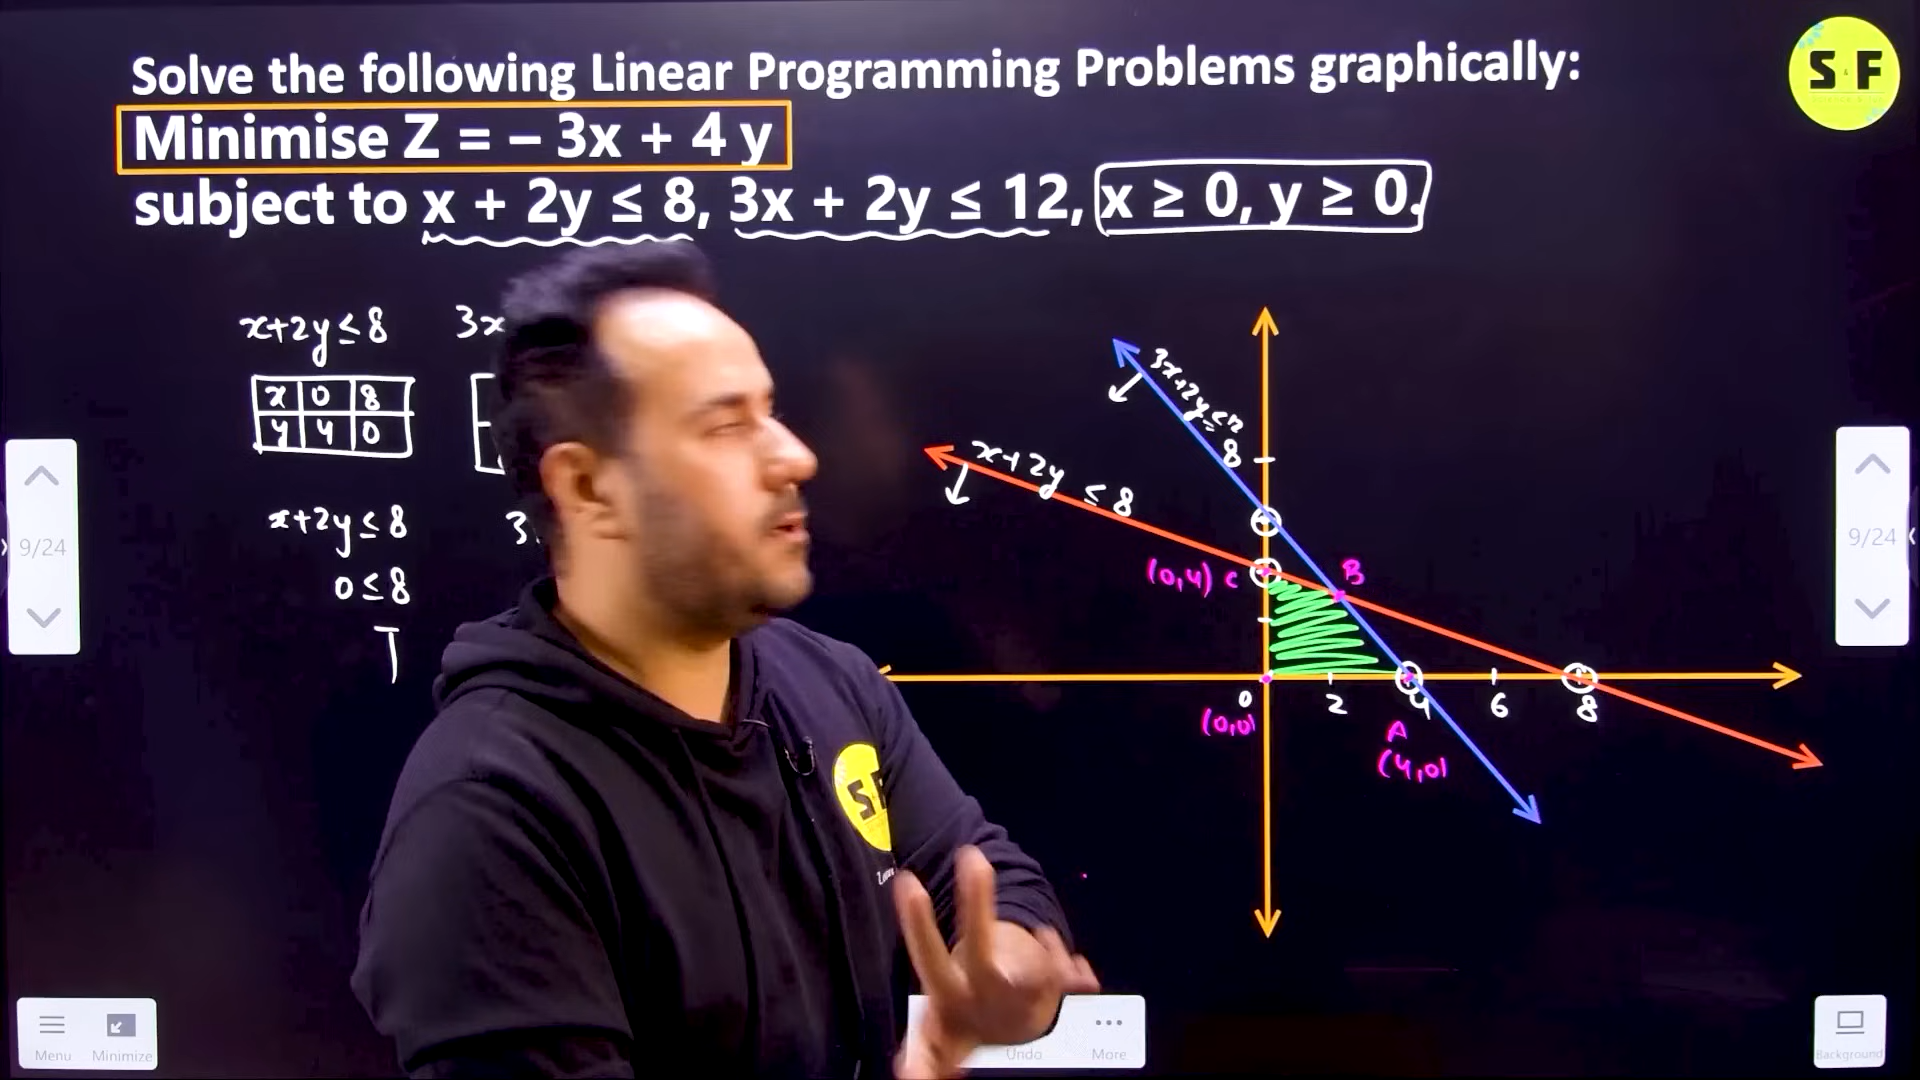 Solve the following Linear Programming Problems graphically:
Minimise Z = – 3x + 4 y
subject to x + 2y ≤ 8, 3x + 2y ≤ 12, x ≥ 0, y ≥ 0.
S F
x+2y≤8
3x
x 0 8
y 4 0
x+2y≤8
3
0≤8
T
3x+2y≤12
8
x+2y ≤8
(0,4) C
B
0
2
4
6
8
(0,0)
A
(4,0)
9/24
9/24
SF
Menu
Minimize
Undo
More
Background